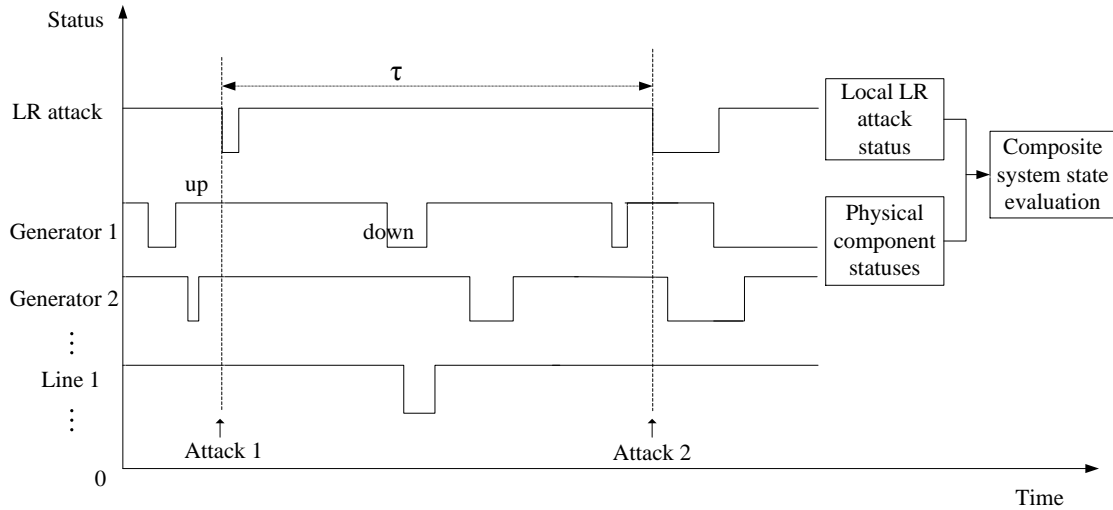 Status
τ
LR attack
Local LR
attack
status
Composite
system state
evaluation
up
Generator 1
down
Physical
component
statuses
Generator 2
⋮
Line 1
⋮
↑
Attack 1
↑
Attack 2
0
Time